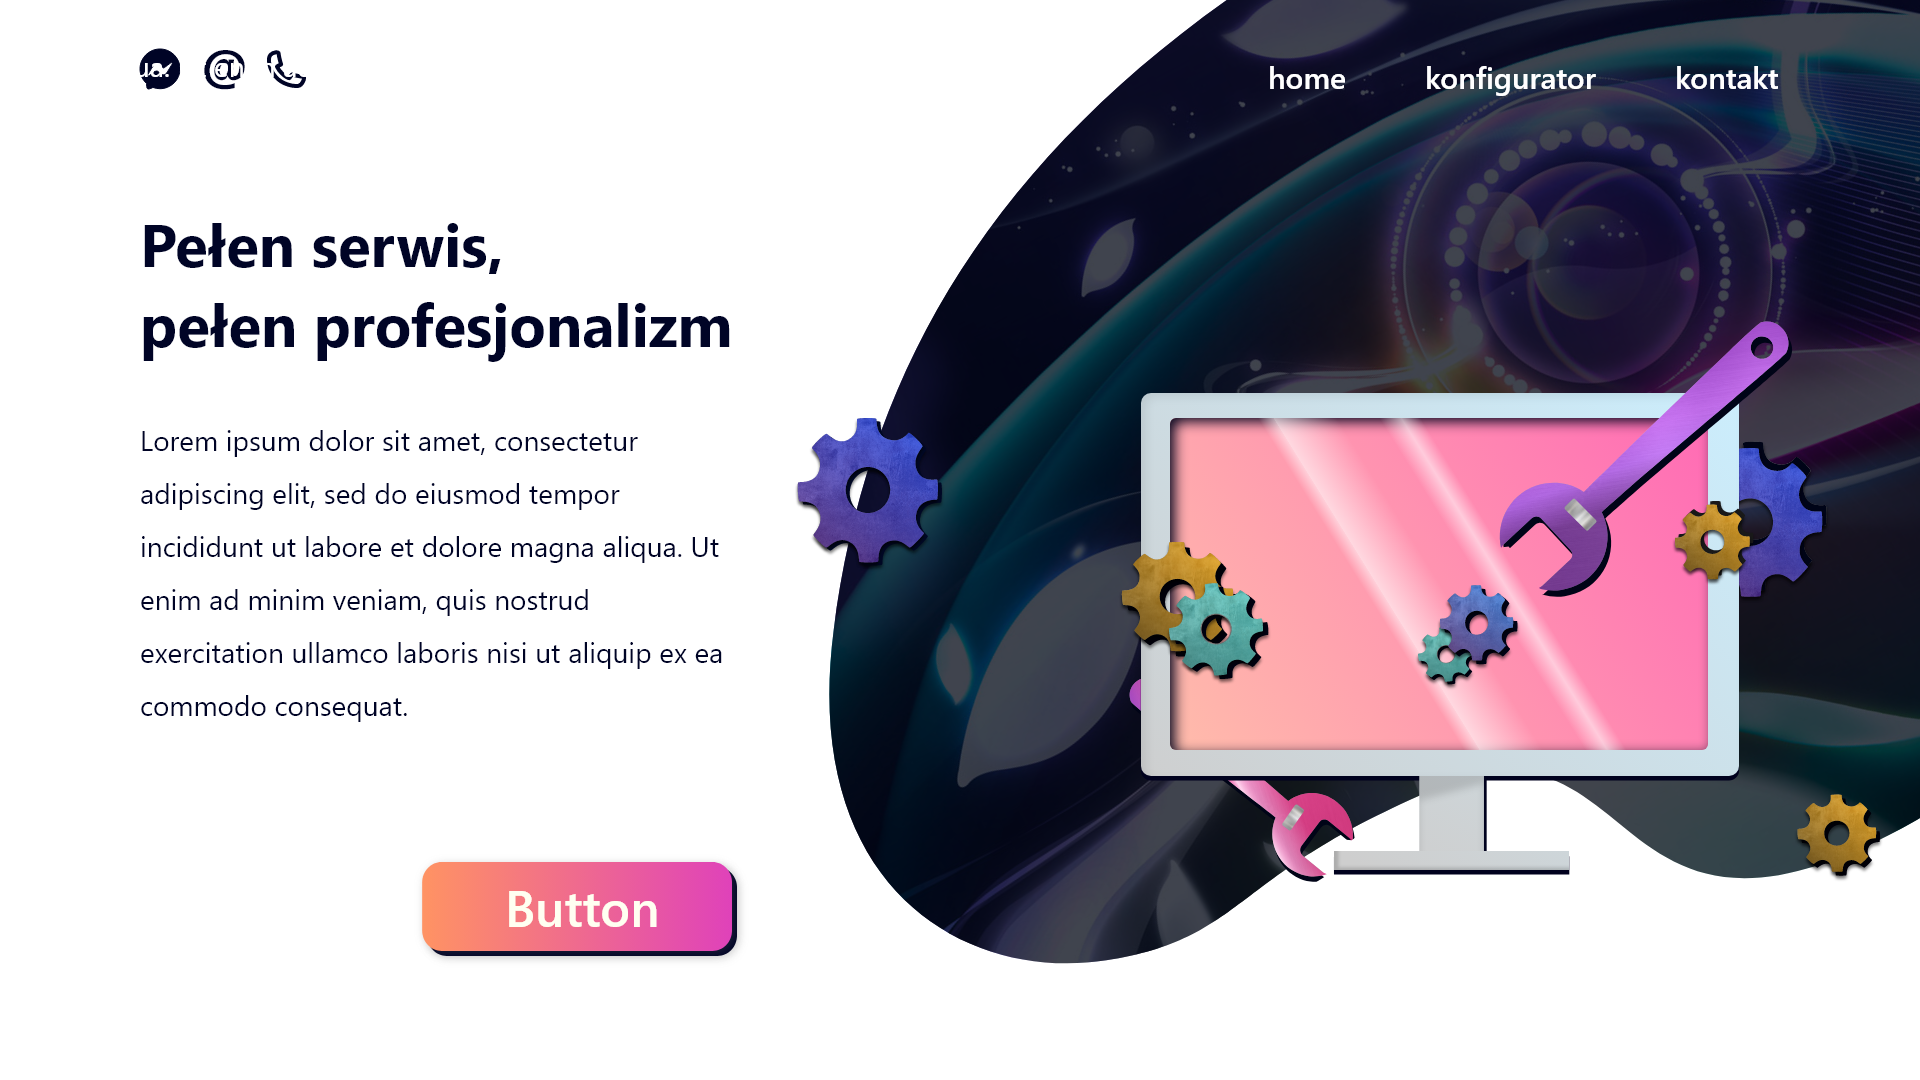 home konfigurator kontakt
Pełen serwis,
pełen profesjonalizm
Lorem ipsum dolor sit amet, consectetur
adipiscing elit, sed do eiusmod tempor
incididunt ut labore et dolore magna aliqua. Ut
enim ad minim veniam, quis nostrud
exercitation ullamco laboris nisi ut aliquip ex ea
commodo consequat.
Button